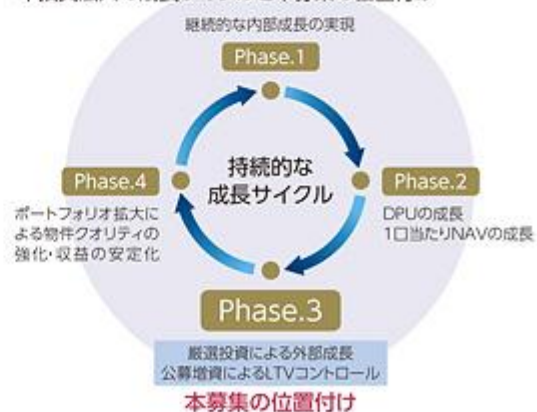 継続的な内部成長の実現
Phase.1
持続的な
成長サイクル
Phase.4
ポートフォリオ拡大に
よる物件クオリティの
強化・収益の安定化
Phase.2
DPUの成長
1口当たりNAVの成長
Phase.3
厳選投資による外部成長
公募増資によるLTVコントロール
本募集の位置付け